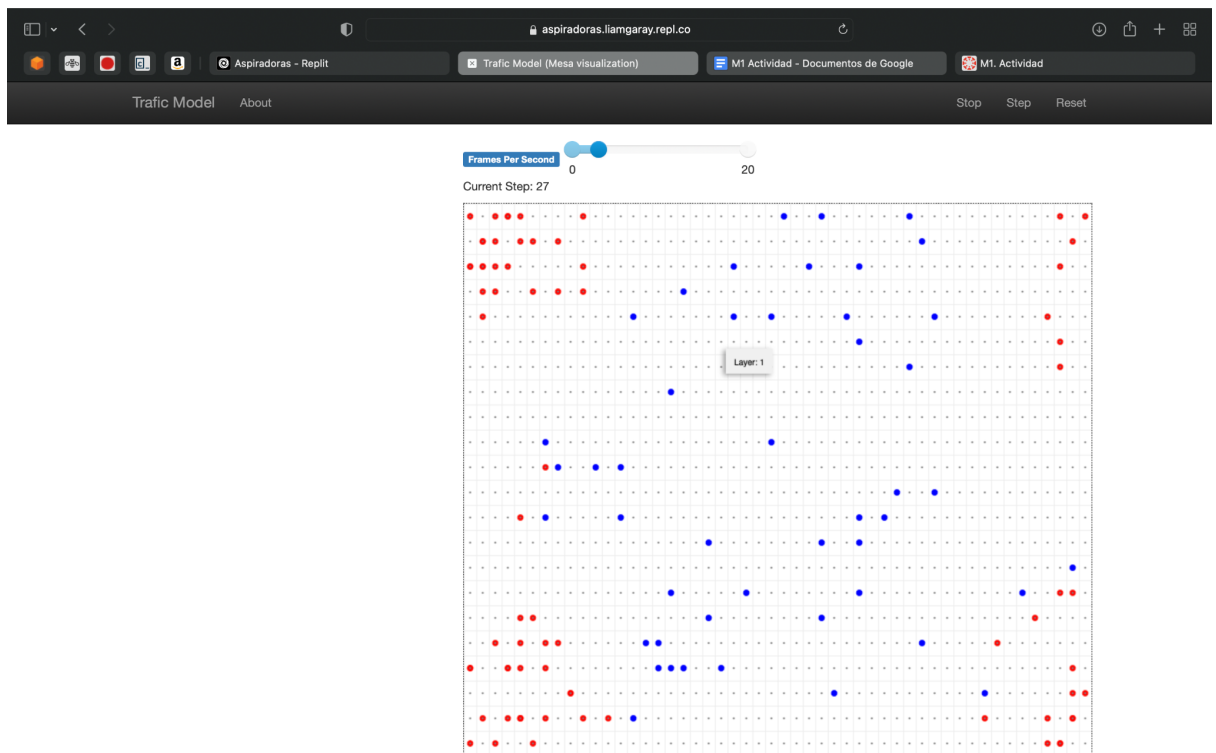 aspiradoras.liamgaray.repl.co
Aspiradoras - Replit
Trafic Model (Mesa visualization)
M1 Actividad - Documentos de Google
M1. Actividad
Trafic Model About Stop Step Reset
Frames Per Second
0 20
Current Step: 27
Layer: 1